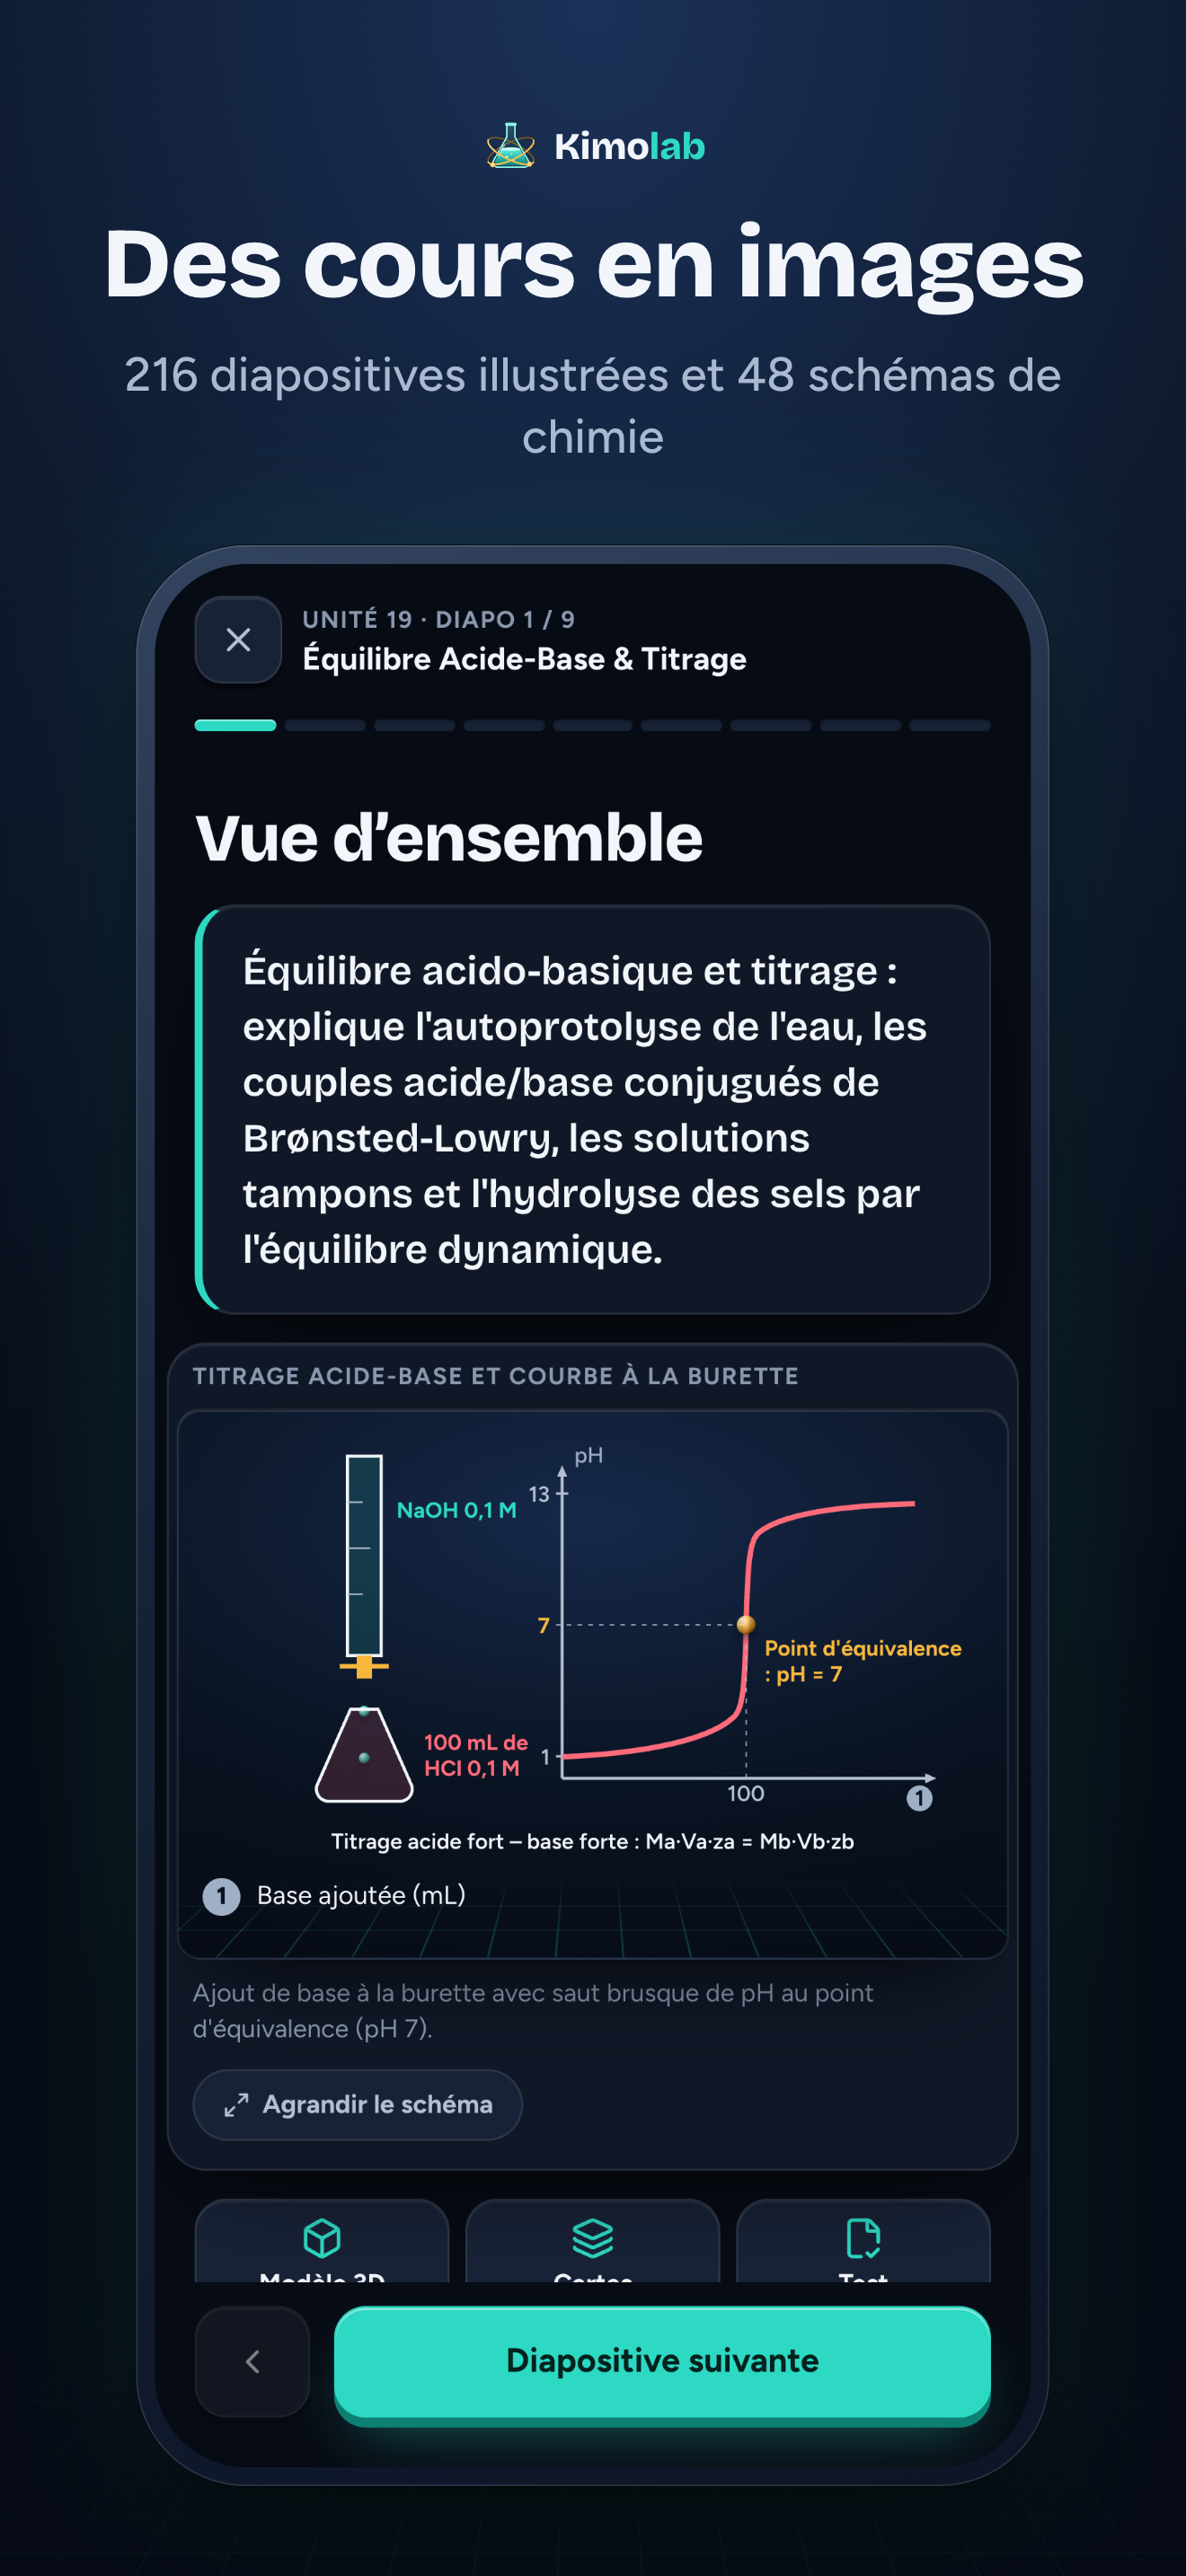 Kimolab
Des cours en images
216 diapositives illustrées et 48 schémas de
chimie
UNITÉ 19 · DIAPO 1 / 9
Équilibre Acide-Base & Titrage
Vue d’ensemble
Équilibre acido-basique et titrage :
explique l'autoprotolyse de l'eau, les
couples acide/base conjugués de
Brønsted-Lowry, les solutions
tampons et l'hydrolyse des sels par
l'équilibre dynamique.
TITRAGE ACIDE-BASE ET COURBE À LA BURETTE
pH
13
NaOH 0,1 M
7
Point d'équivalence
: pH = 7
100 mL de
HCl 0,1 M
1
100
1
Titrage acide fort – base forte : Ma·Va·za = Mb·Vb·zb
1 Base ajoutée (mL)
Ajout de base à la burette avec saut brusque de pH au point
d'équivalence (pH 7).
Agrandir le schéma
Modèle 3D
Cartes
Test
Diapositive suivante